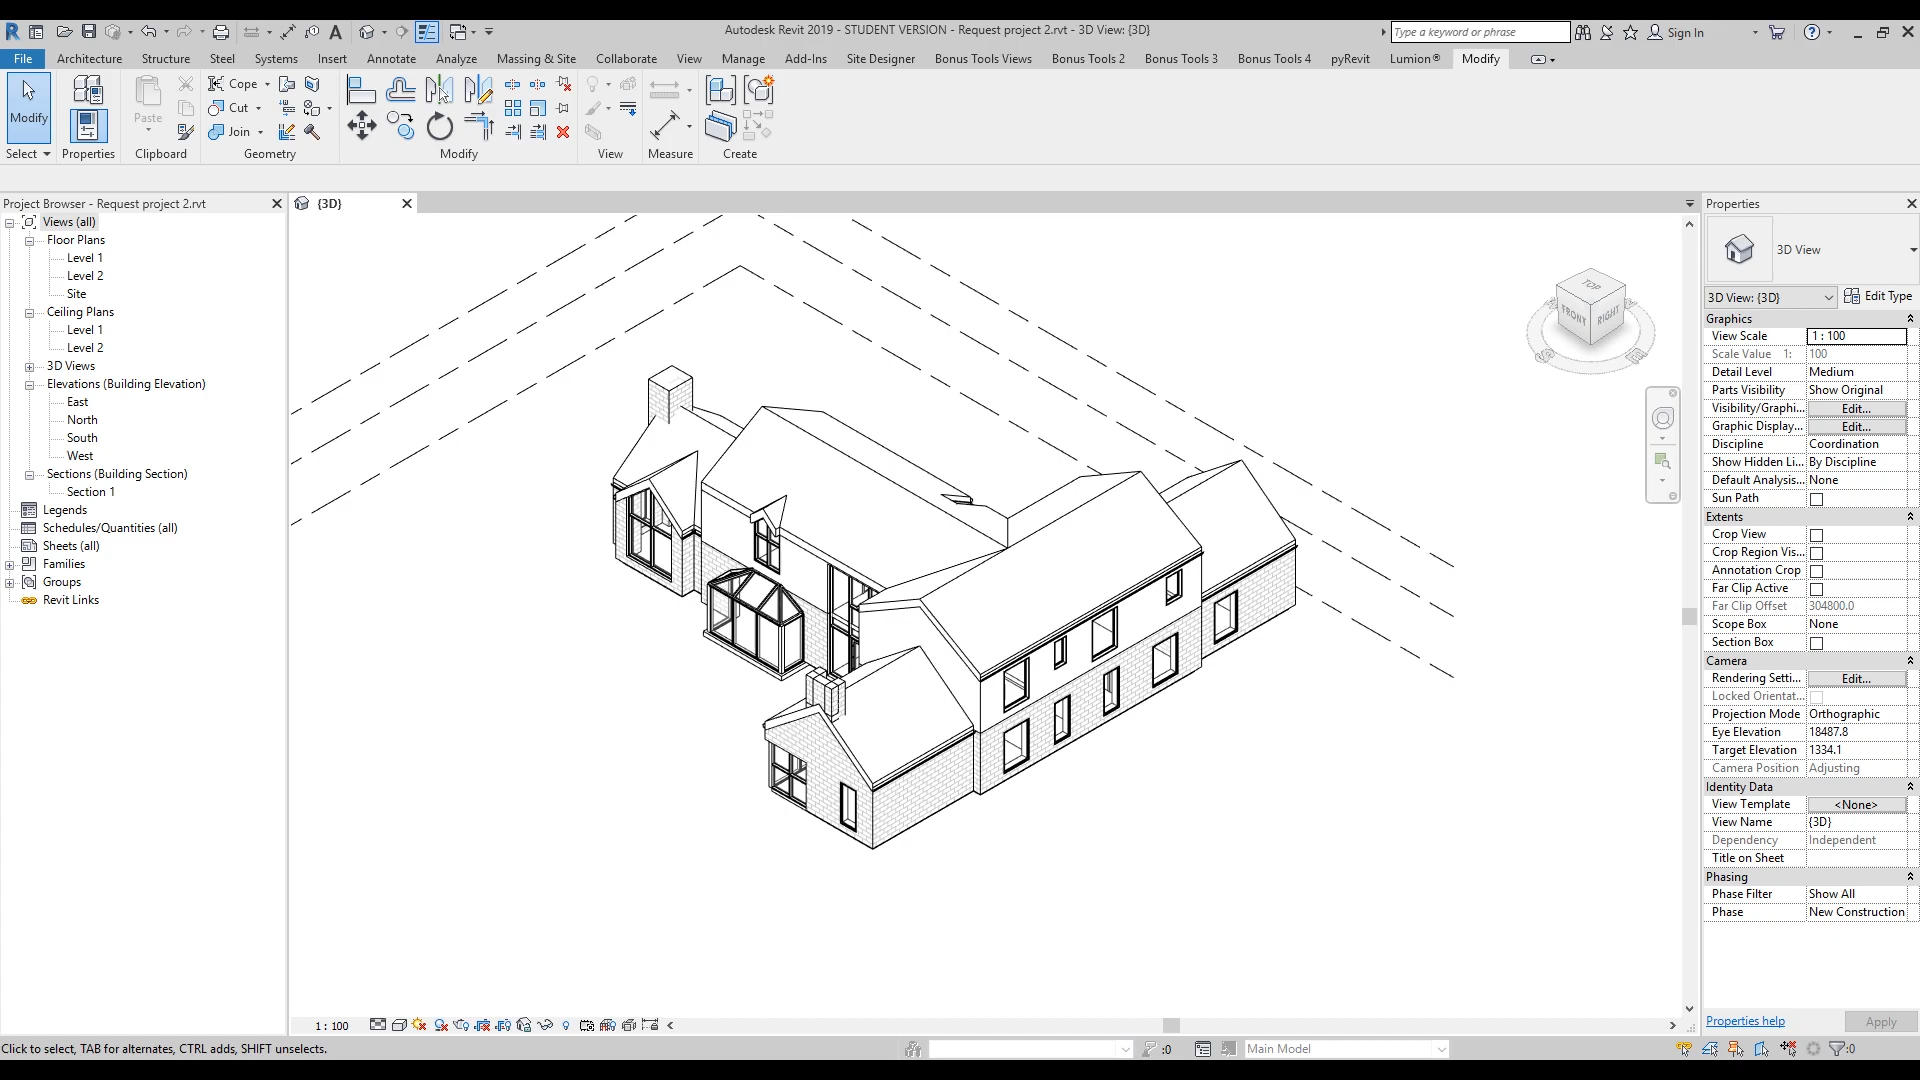 Autodesk Revit 2019 - STUDENT VERSION - Request project 2.rvt - 3D View: {3D}
Type a keyword or phrase
Sign In
File Architecture Structure Steel Systems Insert Annotate Analyze Massing & Site Collaborate View Manage Add-Ins Site Designer Bonus Tools Views Bonus Tools 2 Bonus Tools 3 Bonus Tools 4 pyRevit Lumion® Modify
Modify
Cope
Cut
Join
Paste
Select Properties Clipboard Geometry Modify View Measure Create
Project Browser - Request project 2.rvt
Views (all)
Floor Plans
Level 1
Level 2
Site
Ceiling Plans
Level 1
Level 2
3D Views
Elevations (Building Elevation)
East
North
South
West
Sections (Building Section)
Section 1
Legends
Schedules/Quantities (all)
Sheets (all)
Families
Groups
Revit Links
{3D}
TOP
FRONT RIGHT
Properties
3D View
3D View: {3D} Edit Type
Graphics
View Scale 1 : 100
Scale Value 1: 100
Detail Level Medium
Parts Visibility Show Original
Visibility/Graphi... Edit...
Graphic Display... Edit...
Discipline Coordination
Show Hidden Li... By Discipline
Default Analysis... None
Sun Path
Extents
Crop View
Crop Region Vis...
Annotation Crop
Far Clip Active
Far Clip Offset 304800.0
Scope Box None
Section Box
Camera
Rendering Setti... Edit...
Locked Orientat...
Projection Mode Orthographic
Eye Elevation 18487.8
Target Elevation 1334.1
Camera Position Adjusting
Identity Data
View Template <None>
View Name {3D}
Dependency Independent
Title on Sheet
Phasing
Phase Filter Show All
Phase New Construction
Properties help Apply
1 : 100
Click to select, TAB for alternates, CTRL adds, SHIFT unselects.
:0
Main Model
:0